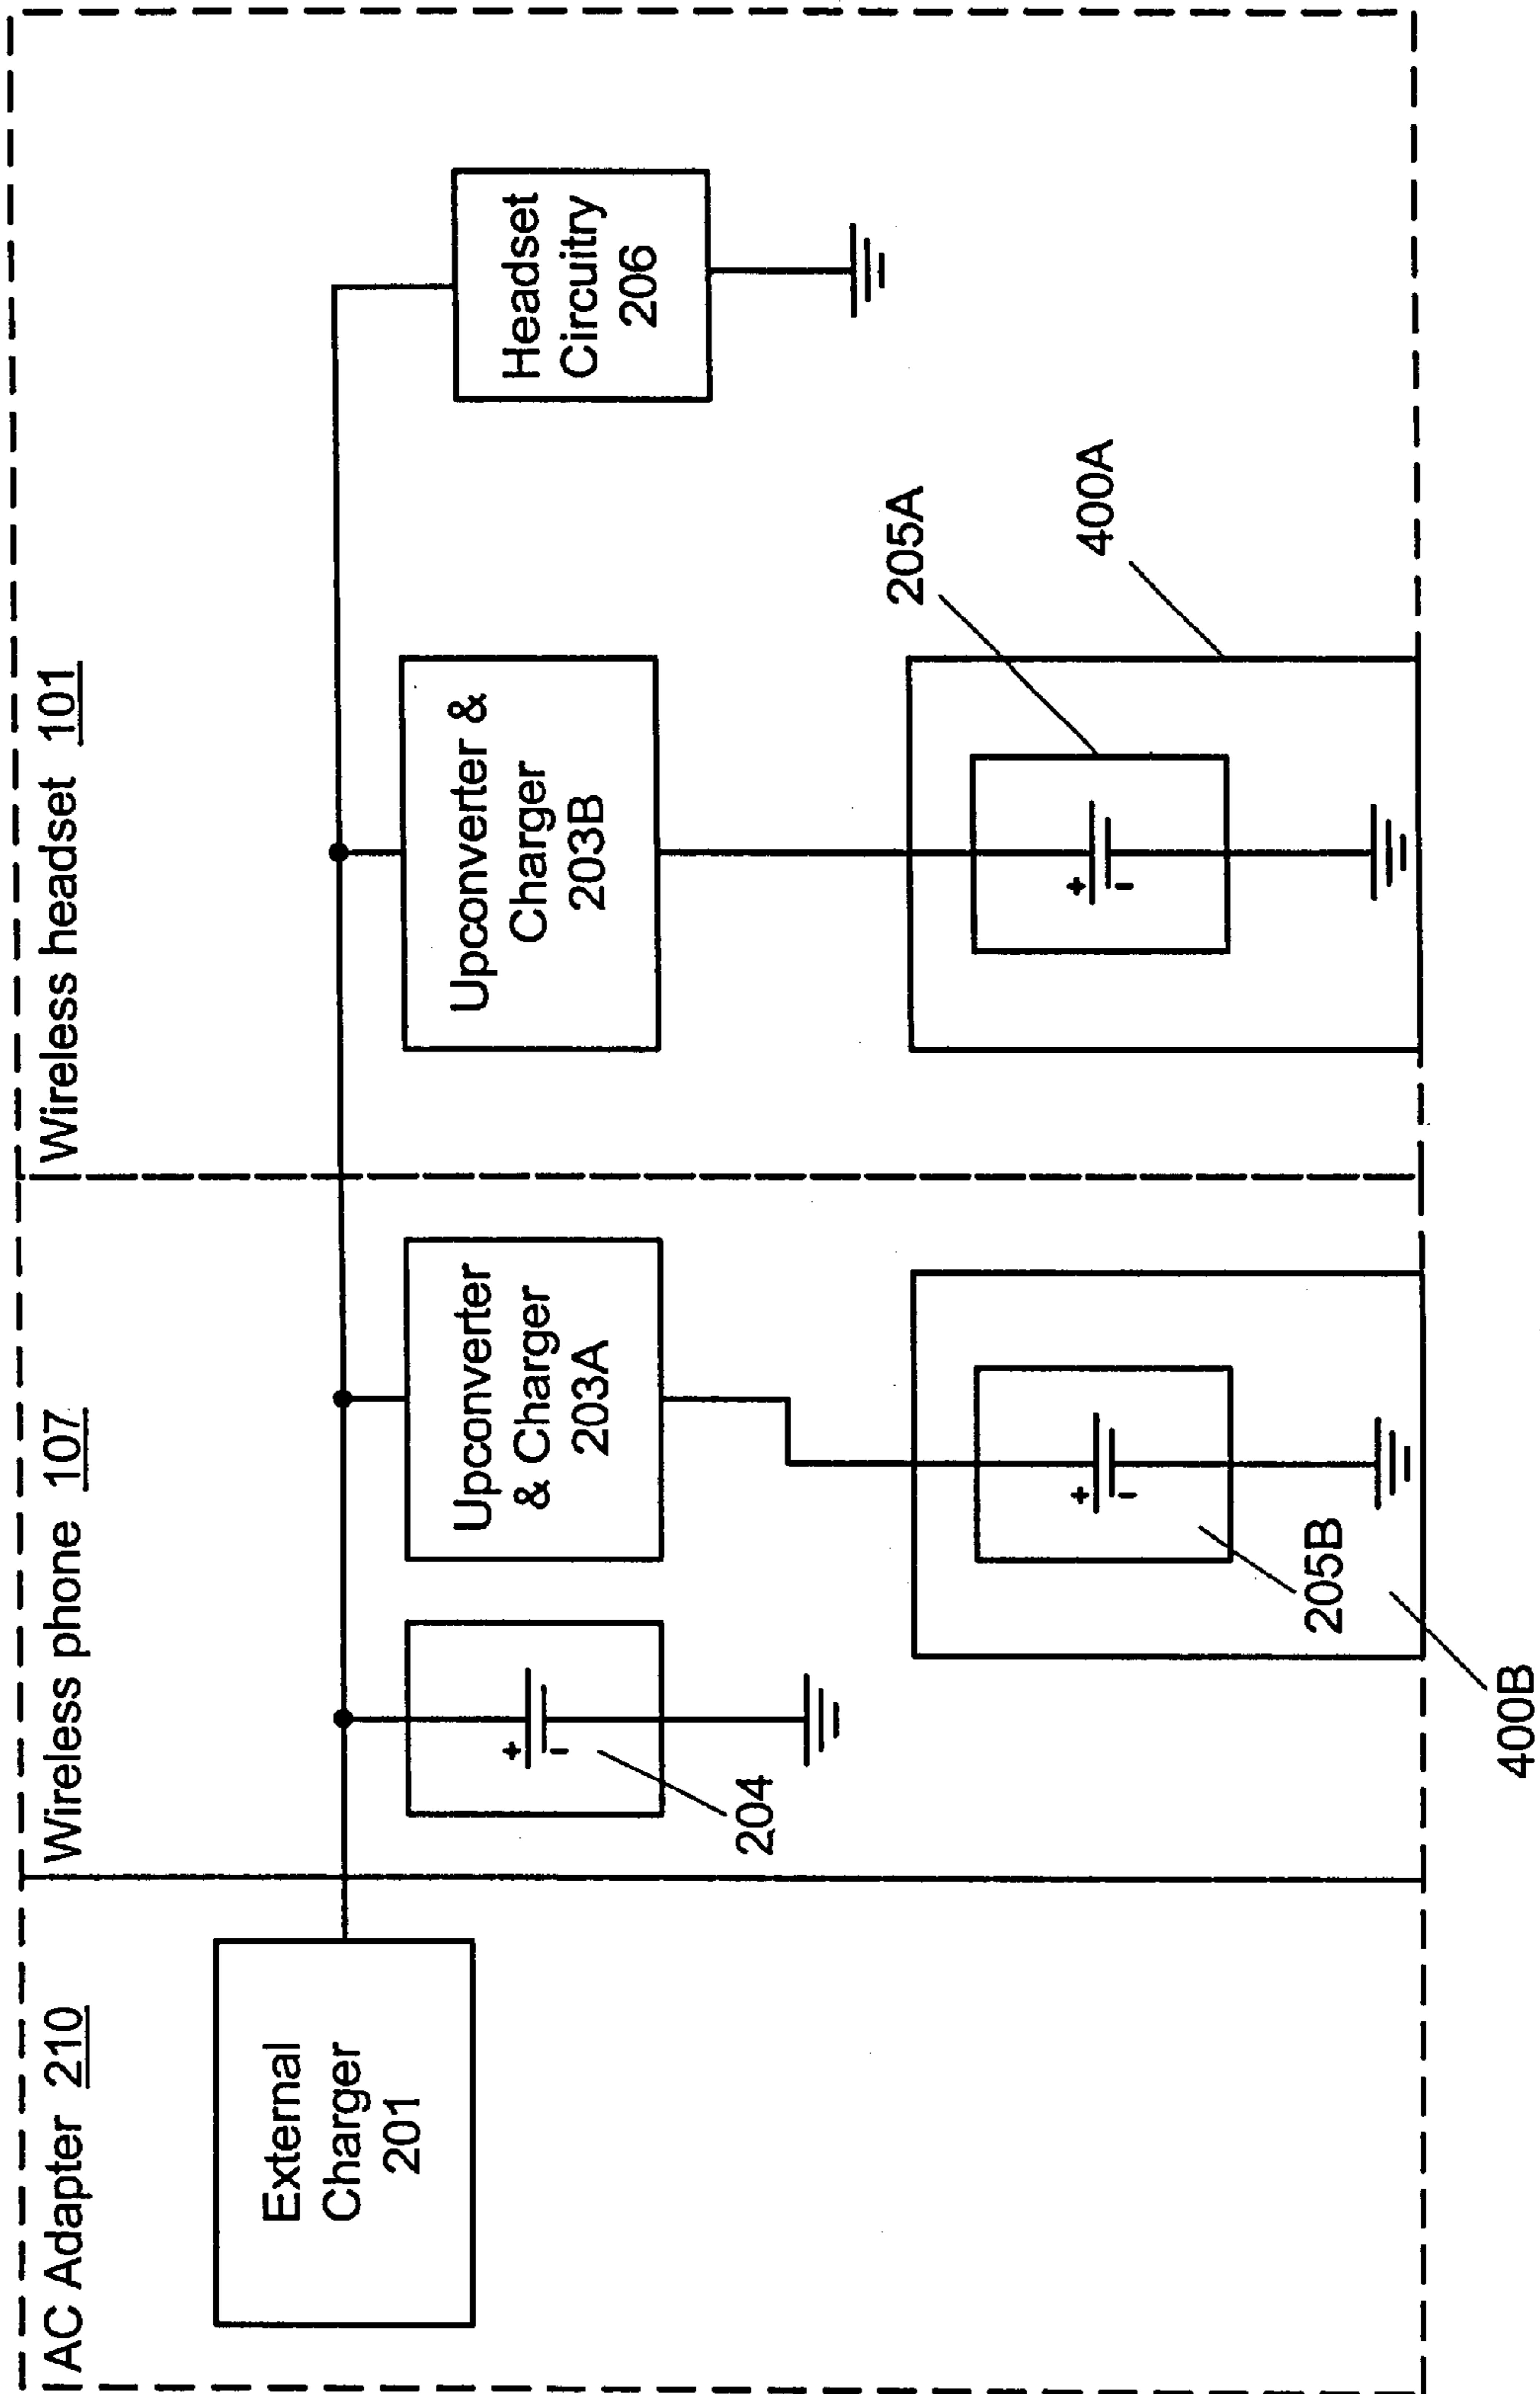 AC Adapter 210
Wireless phone 107
Wireless headset 101
External
Charger
201
+
-
204
Upconverter
& Charger
203A
+
-
205B
400B
Upconverter &
Charger
203B
+
-
205A
400A
Headset
Circuitry
206